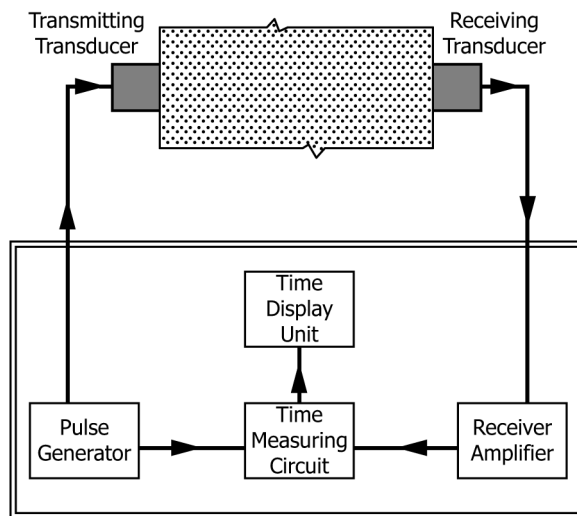 Transmitting
Transducer
Receiving
Transducer
Time
Display
Unit
Pulse
Generator
Time
Measuring
Circuit
Receiver
Amplifier